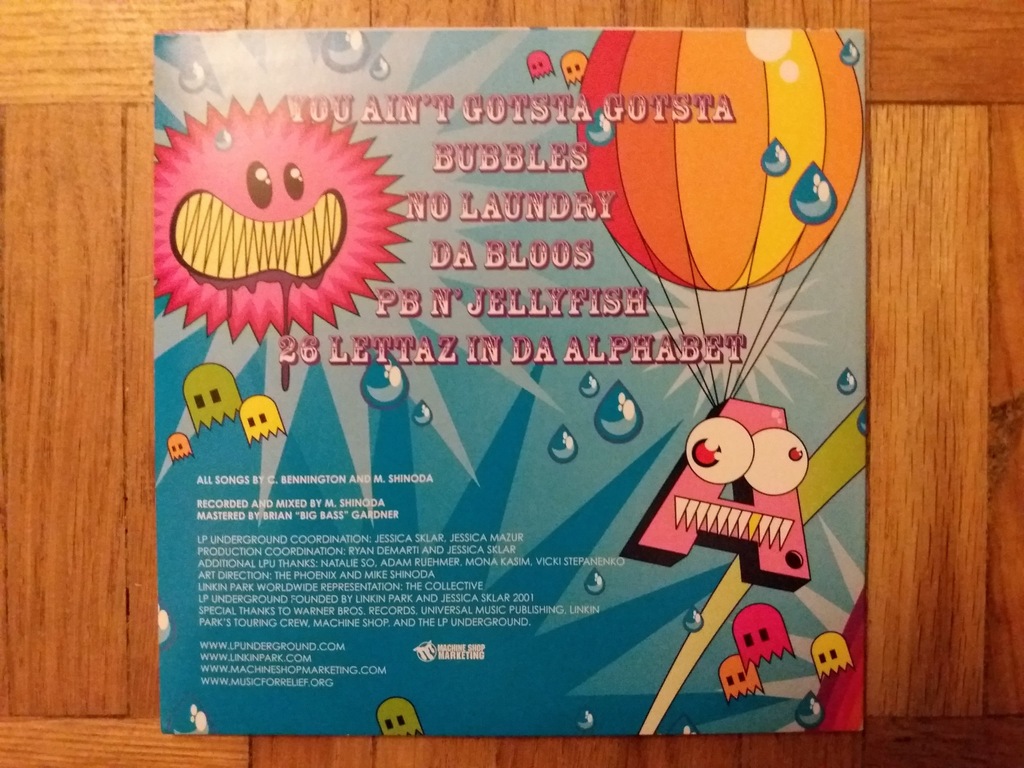 YOU AIN'T GOTSTA GOTSTA
BUBBLES
NO LAUNDRY
DA BLOOS
PB N' JELLYFISH
26 LETTAZ IN DA ALPHABET
A
ALL SONGS BY C. BENNINGTON AND M. SHINODA
RECORDED AND MIXED BY M. SHINODA
MASTERED BY BRIAN "BIG BASS" GARDNER
LP UNDERGROUND COORDINATION: JESSICA SKLAR, JESSICA MAZUR
PRODUCTION COORDINATION: RYAN DEMARTI AND JESSICA SKLAR
ADDITIONAL LPU THANKS: NATALIE SO, ADAM RUEHMER, MONA KASIM, VICKI STEPANENKO
ART DIRECTION: THE PHOENIX AND MIKE SHINODA
LINKIN PARK WORLDWIDE REPRESENTATION: THE COLLECTIVE
LP UNDERGROUND FOUNDED BY LINKIN PARK AND JESSICA SKLAR 2001
SPECIAL THANKS TO WARNER BROS. RECORDS, UNIVERSAL MUSIC PUBLISHING, LINKIN
PARK'S TOURING CREW, MACHINE SHOP, AND THE LP UNDERGROUND.
WWW.LPUNDERGROUND.COM
WWW.LINKINPARK.COM
WWW.MACHINESHOPMARKETING.COM
WWW.MUSICFORRELIEF.ORG
MACHINE SHOP
MARKETING